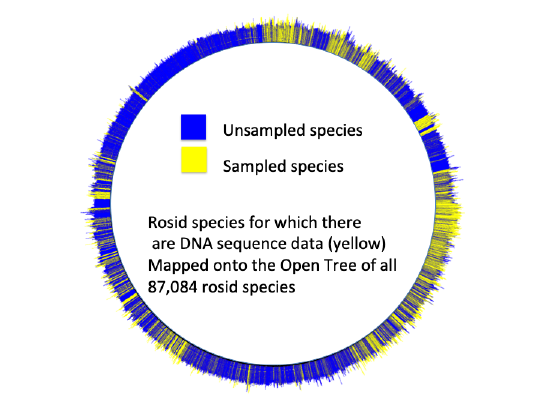 Unsampled species
Sampled species
Rosid species for which there
are DNA sequence data (yellow)
Mapped onto the Open Tree of all
87,084 rosid species